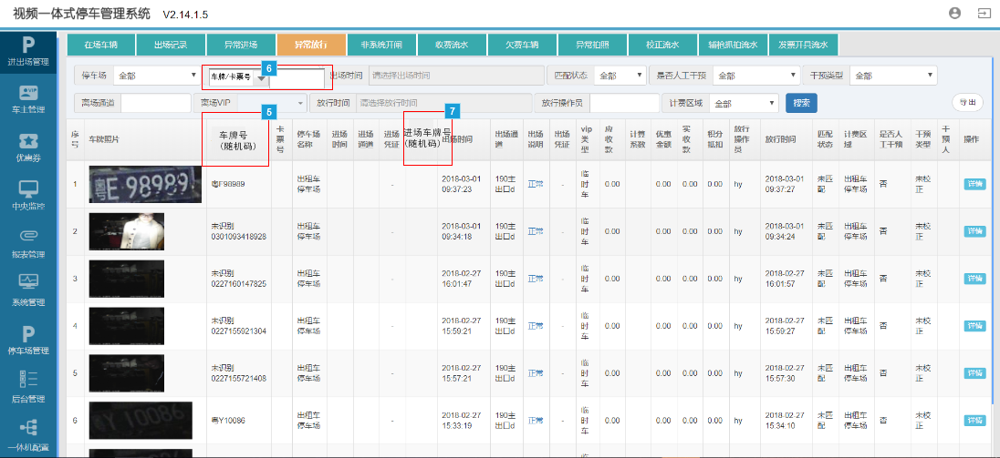 视频一体式停车管理系统 V2.14.1.5
进出场管理
车主管理
优惠券
中央监控
报表管理
系统管理
停车场管理
后台管理
一体机配置
在场车辆 出场记录 异常进场 异常放行 非系统开闸 收费流水 欠费车辆 异常拍照 校正流水 辅枪抓拍流水 发票开具流水
停车场 全部 车牌/卡票号 6 出场时间 请选择出场时间 匹配状态 全部 是否人工干预 全部 干预类型 全部
离场通道 离场VIP 放行时间 请选择放行时间 放行操作员 计费区域 全部 搜索 导出
5 7
序号 车牌照片 车牌号(随机码) 卡票号 停车场名称 进场时间 进场通道 进场凭证 进场车牌号(随机码) 出场时间 出场通道 出场说明 出场凭证 vip类型 应收款 计算系数 优惠金额 实收款 积分抵扣 放行操作员 放行时间 匹配状态 计费区域 是否人工干预 干预类型 干预人 操作
1 粤E 98989 粤F98989 出租车停车场 - 2018-03-01 09:37:23 190主出口d 正常 - 临时车 0.00 0.00 0.00 0.00 hy 2018-03-01 09:37:27 未匹配 出租车停车场 否 未校正 详情
2 未识别 0301093418928 出租车停车场 - 2018-03-01 09:34:18 190主出口d 正常 - 临时车 0.00 0.00 0.00 0.00 hy 2018-03-01 09:34:24 未匹配 出租车停车场 否 未校正 详情
3 未识别 0227160147825 出租车停车场 - 2018-02-27 16:01:47 190主出口d 正常 - 临时车 0.00 0.00 0.00 0.00 hy 2018-02-27 16:01:57 未匹配 出租车停车场 否 未校正 详情
4 未识别 0227155921304 出租车停车场 - 2018-02-27 15:59:21 190主出口d 正常 - 临时车 0.00 0.00 0.00 0.00 hy 2018-02-27 15:59:27 未匹配 出租车停车场 否 未校正 详情
5 未识别 0227155721408 出租车停车场 - 2018-02-27 15:57:21 190主出口d 正常 - 临时车 0.00 0.00 0.00 0.00 hy 2018-02-27 15:57:30 未匹配 出租车停车场 否 未校正 详情
6 Y 10086 粤Y10086 出租车停车场 - 2018-02-27 15:33:19 190主出口d 正常 - 临时车 0.00 0.00 0.00 0.00 hy 2018-02-27 15:34:10 未匹配 出租车停车场 否 未校正 详情